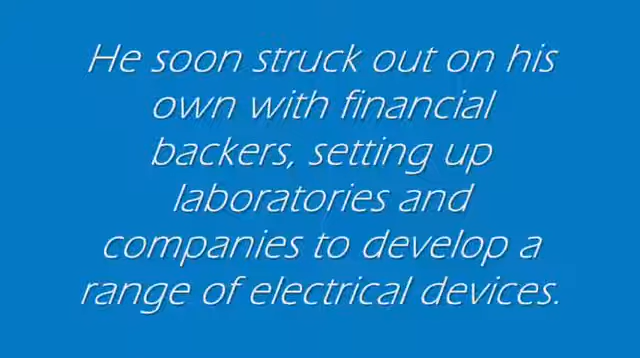 He soon struck out on his
own with financial
backers, setting up
laboratories and
companies to develop a
range of electrical devices.